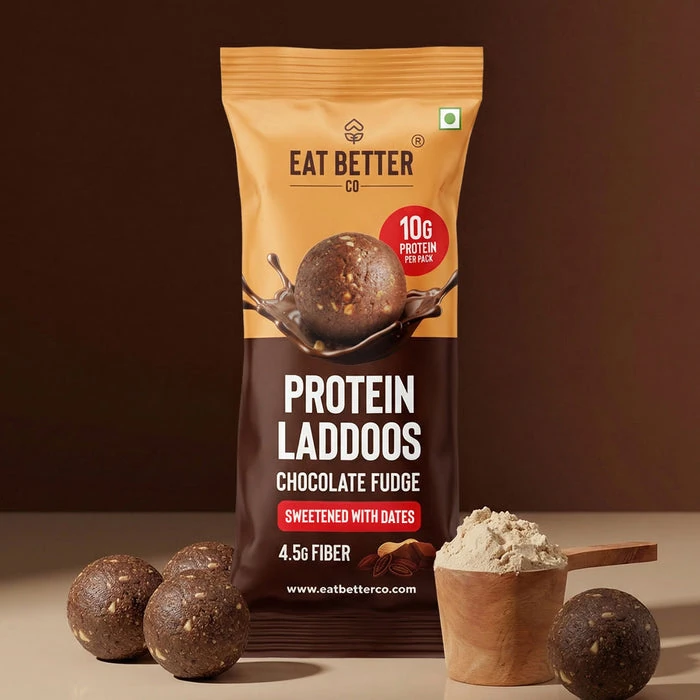 EAT BETTER ®
CO
10G
PROTEIN
PER PACK
PROTEIN
LADDOOS
CHOCOLATE FUDGE
SWEETENED WITH DATES
4.5G FIBER
www.eatbetterco.com